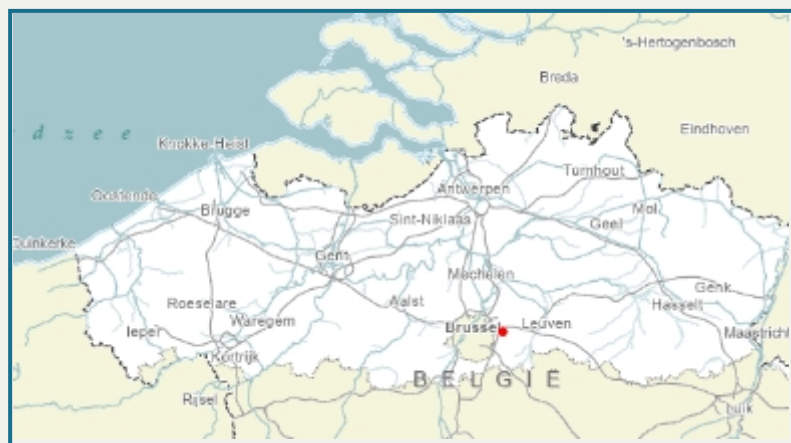 's-Hertogenbosch
Breda
d z e e
Eindhoven
Knokke-Heist
Turnhout
Antwerpen
Oostende
Mol
Brugge
Sint-Niklaas
Geel
Duinkerke
Gent
Mechelen
Genk
Roeselare
Aalst
Hasselt
Waregem
Brussel
Leuven
Ieper
Maastricht
Kortrijk
BELGIË
Rijsel
Luik